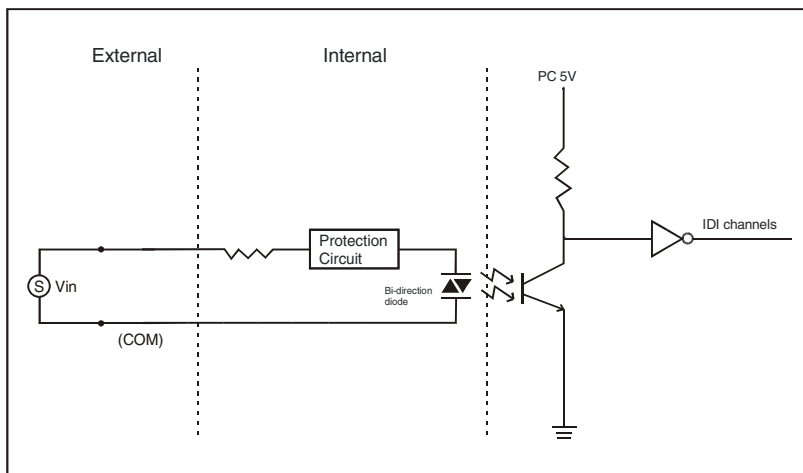 External
Internal
PC 5V
IDI channels
Protection
Circuit
S
Vin
Bi-direction
diode
(COM)